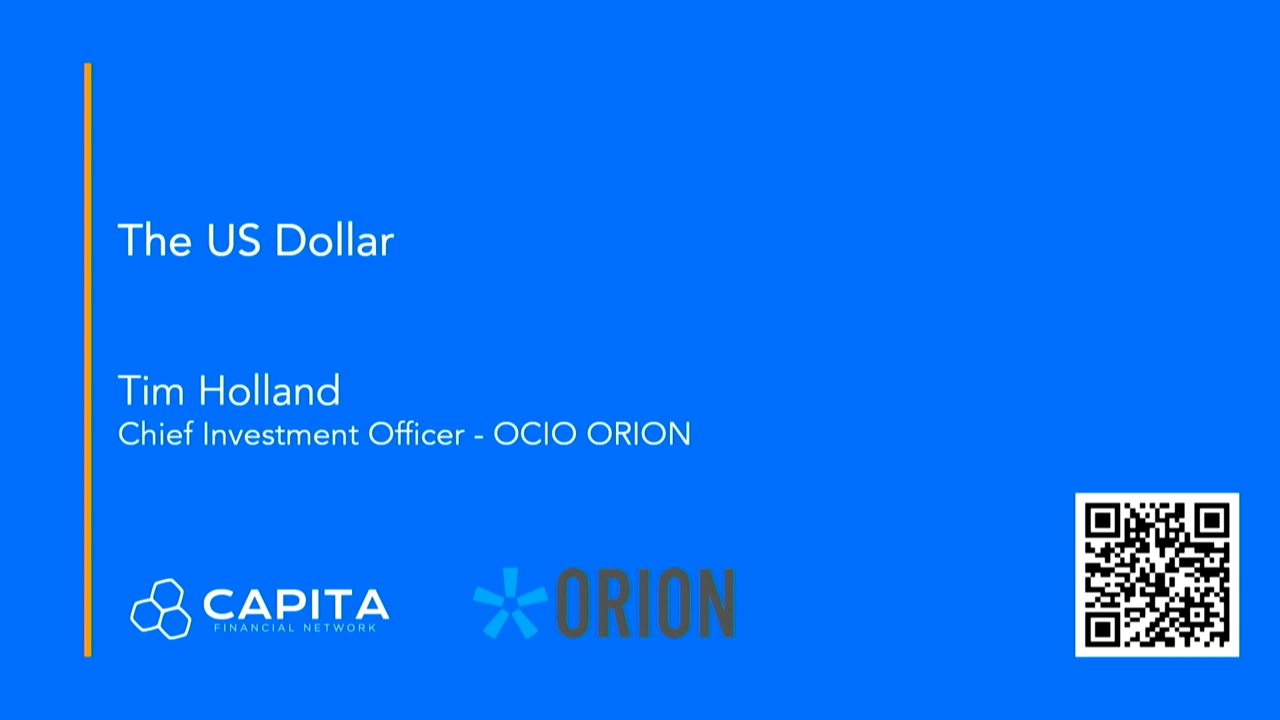 The US Dollar
Tim Holland
Chief Investment Officer - OCIO ORION
CAPITA
FINANCIAL NETWORK
ORION